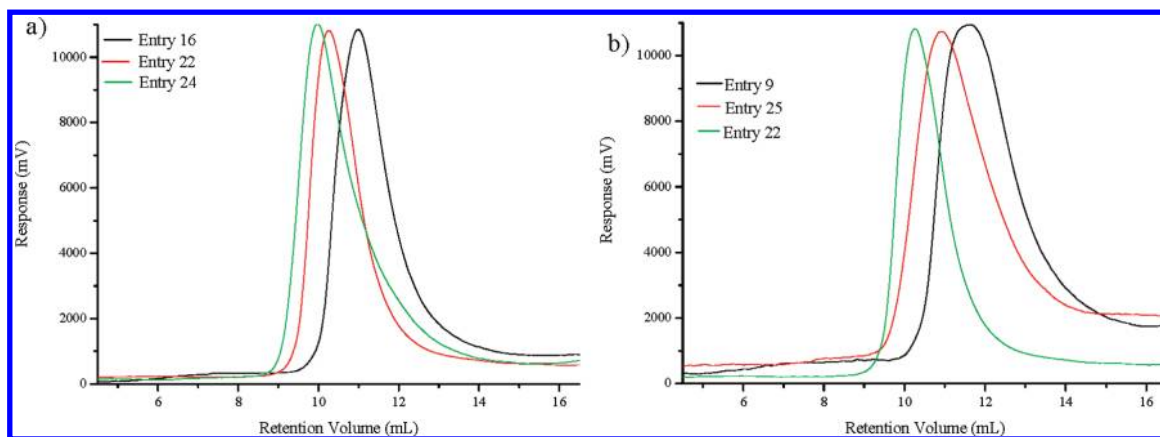 a)
Entry 16
Entry 22
Entry 24
10000
8000
6000
4000
2000
0
Response (mV)
6 8 10 12 14 16
Retention Volume (mL)
b)
Entry 9
Entry 25
Entry 22
10000
8000
6000
4000
2000
0
Response (mV)
6 8 10 12 14 16
Retention Volume (mL)